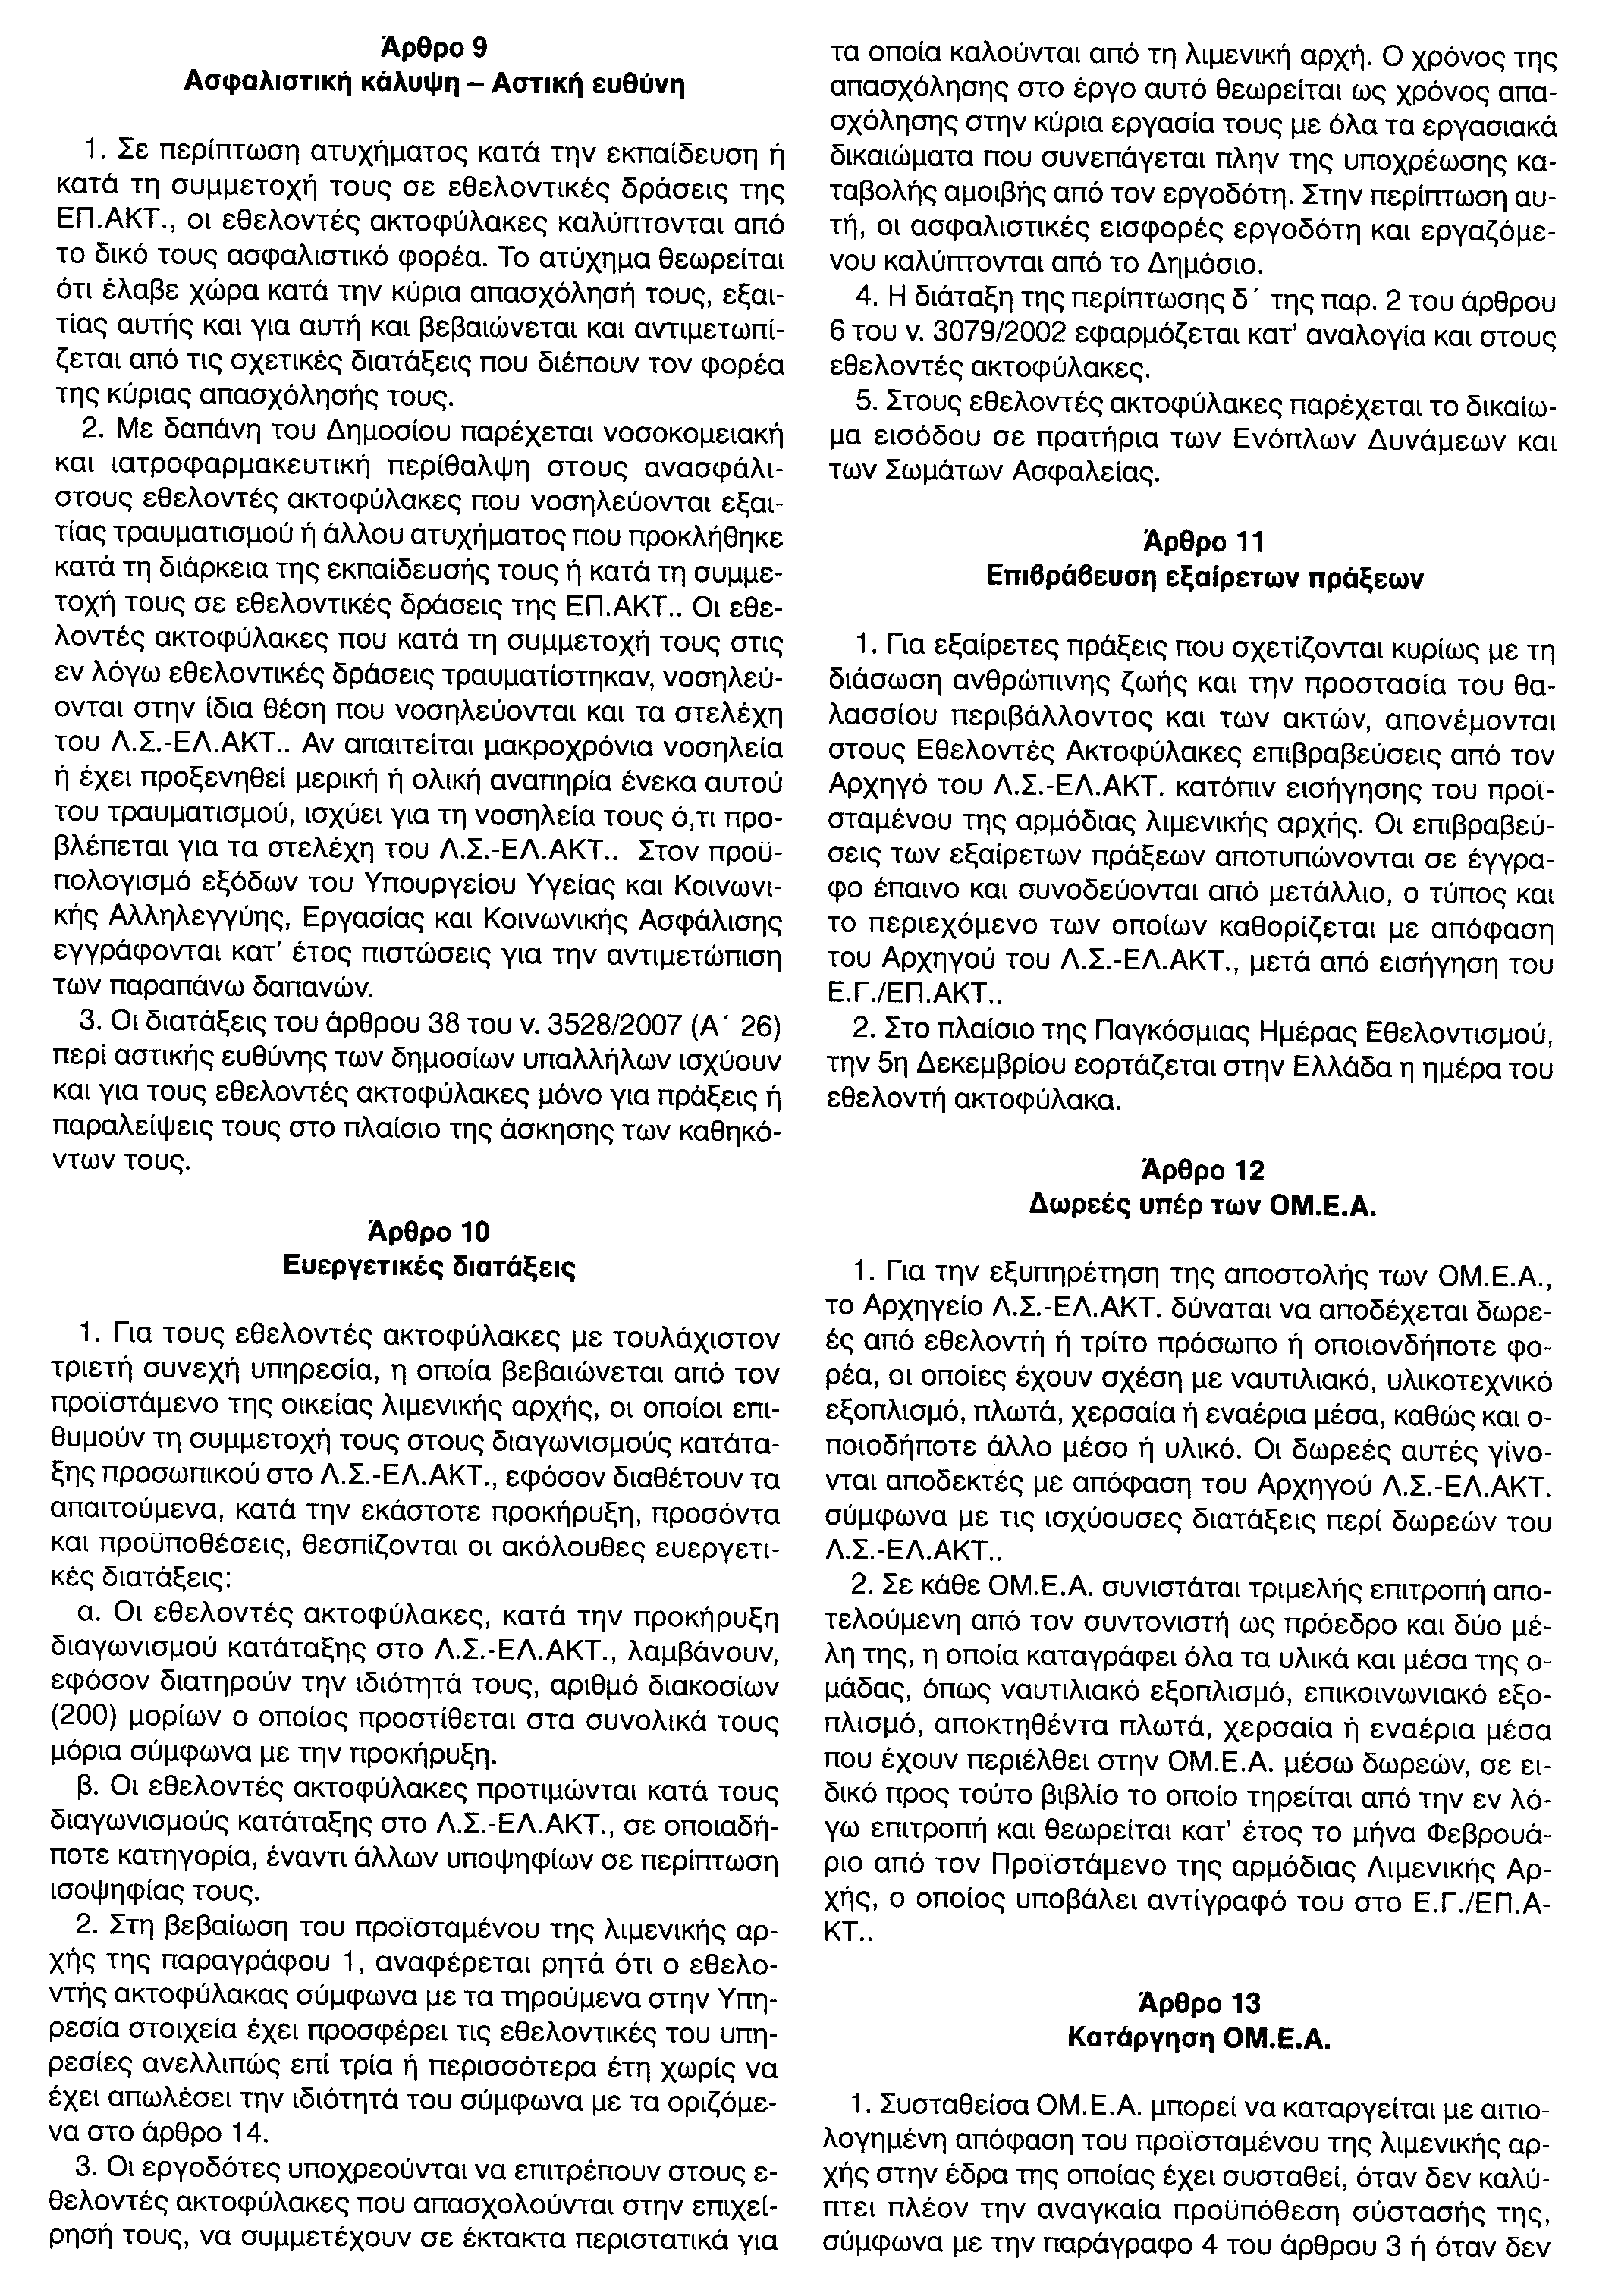 Άρθρο 9
Ασφαλιστική κάλυψη – Αστική ευθύνη
1. Σε περίπτωση ατυχήματος κατά την εκπαίδευση ή
κατά τη συμμετοχή τους σε εθελοντικές δράσεις της
ΕΠ.ΑΚΤ., οι εθελοντές ακτοφύλακες καλύπτονται από
το δικό τους ασφαλιστικό φορέα. Το ατύχημα θεωρείται
ότι έλαβε χώρα κατά την κύρια απασχόλησή τους, εξαι-
τίας αυτής και για αυτή και βεβαιώνεται και αντιμετωπί-
ζεται από τις σχετικές διατάξεις που διέπουν τον φορέα
της κύριας απασχόλησής τους.
2. Με δαπάνη του Δημοσίου παρέχεται νοσοκομειακή
και ιατροφαρμακευτική περίθαλψη στους ανασφάλι-
στους εθελοντές ακτοφύλακες που νοσηλεύονται εξαι-
τίας τραυματισμού ή άλλου ατυχήματος που προκλήθηκε
κατά τη διάρκεια της εκπαίδευσής τους ή κατά τη συμμε-
τοχή τους σε εθελοντικές δράσεις της ΕΠ.ΑΚΤ.. Οι εθε-
λοντές ακτοφύλακες που κατά τη συμμετοχή τους στις
εν λόγω εθελοντικές δράσεις τραυματίστηκαν, νοσηλεύ-
ονται στην ίδια θέση που νοσηλεύονται και τα στελέχη
του Λ.Σ.-ΕΛ.ΑΚΤ.. Αν απαιτείται μακροχρόνια νοσηλεία
ή έχει προξενηθεί μερική ή ολική αναπηρία ένεκα αυτού
του τραυματισμού, ισχύει για τη νοσηλεία τους ό,τι προ-
βλέπεται για τα στελέχη του Λ.Σ.-ΕΛ.ΑΚΤ.. Στον προϋ-
πολογισμό εξόδων του Υπουργείου Υγείας και Κοινωνι-
κής Αλληλεγγύης, Εργασίας και Κοινωνικής Ασφάλισης
εγγράφονται κατ' έτος πιστώσεις για την αντιμετώπιση
των παραπάνω δαπανών.
3. Οι διατάξεις του άρθρου 38 του ν. 3528/2007 (Α΄ 26)
περί αστικής ευθύνης των δημοσίων υπαλλήλων ισχύουν
και για τους εθελοντές ακτοφύλακες μόνο για πράξεις ή
παραλείψεις τους στο πλαίσιο της άσκησης των καθηκό-
ντων τους.
Άρθρο 10
Ευεργετικές διατάξεις
1. Για τους εθελοντές ακτοφύλακες με τουλάχιστον
τριετή συνεχή υπηρεσία, η οποία βεβαιώνεται από τον
προϊστάμενο της οικείας λιμενικής αρχής, οι οποίοι επι-
θυμούν τη συμμετοχή τους στους διαγωνισμούς κατάτα-
ξης προσωπικού στο Λ.Σ.-ΕΛ.ΑΚΤ., εφόσον διαθέτουν τα
απαιτούμενα, κατά την εκάστοτε προκήρυξη, προσόντα
και προϋποθέσεις, θεσπίζονται οι ακόλουθες ευεργετι-
κές διατάξεις:
α. Οι εθελοντές ακτοφύλακες, κατά την προκήρυξη
διαγωνισμού κατάταξης στο Λ.Σ.-ΕΛ.ΑΚΤ., λαμβάνουν,
εφόσον διατηρούν την ιδιότητά τους, αριθμό διακοσίων
(200) μορίων ο οποίος προστίθεται στα συνολικά τους
μόρια σύμφωνα με την προκήρυξη.
β. Οι εθελοντές ακτοφύλακες προτιμώνται κατά τους
διαγωνισμούς κατάταξης στο Λ.Σ.-ΕΛ.ΑΚΤ., σε οποιαδή-
ποτε κατηγορία, έναντι άλλων υποψηφίων σε περίπτωση
ισοψηφίας τους.
2. Στη βεβαίωση του προϊσταμένου της λιμενικής αρ-
χής της παραγράφου 1, αναφέρεται ρητά ότι ο εθελο-
ντής ακτοφύλακας σύμφωνα με τα τηρούμενα στην Υπη-
ρεσία στοιχεία έχει προσφέρει τις εθελοντικές του υπη-
ρεσίες ανελλιπώς επί τρία ή περισσότερα έτη χωρίς να
έχει απωλέσει την ιδιότητά του σύμφωνα με τα οριζόμε-
να στο άρθρο 14.
3. Οι εργοδότες υποχρεούνται να επιτρέπουν στους ε-
θελοντές ακτοφύλακες που απασχολούνται στην επιχεί-
ρησή τους, να συμμετέχουν σε έκτακτα περιστατικά για
τα οποία καλούνται από τη λιμενική αρχή. Ο χρόνος της
απασχόλησης στο έργο αυτό θεωρείται ως χρόνος απα-
σχόλησης στην κύρια εργασία τους με όλα τα εργασιακά
δικαιώματα που συνεπάγεται πλην της υποχρέωσης κα-
ταβολής αμοιβής από τον εργοδότη. Στην περίπτωση αυ-
τή, οι ασφαλιστικές εισφορές εργοδότη και εργαζόμε-
νου καλύπτονται από το Δημόσιο.
4. Η διάταξη της περίπτωσης δ΄ της παρ. 2 του άρθρου
6 του ν. 3079/2002 εφαρμόζεται κατ' αναλογία και στους
εθελοντές ακτοφύλακες.
5. Στους εθελοντές ακτοφύλακες παρέχεται το δικαίω-
μα εισόδου σε πρατήρια των Ενόπλων Δυνάμεων και
των Σωμάτων Ασφαλείας.
Άρθρο 11
Επιβράβευση εξαίρετων πράξεων
1. Για εξαίρετες πράξεις που σχετίζονται κυρίως με τη
διάσωση ανθρώπινης ζωής και την προστασία του θα-
λασσίου περιβάλλοντος και των ακτών, απονέμονται
στους Εθελοντές Ακτοφύλακες επιβραβεύσεις από τον
Αρχηγό του Λ.Σ.-ΕΛ.ΑΚΤ. κατόπιν εισήγησης του προϊ-
σταμένου της αρμόδιας λιμενικής αρχής. Οι επιβραβεύ-
σεις των εξαίρετων πράξεων αποτυπώνονται σε έγγρα-
φο έπαινο και συνοδεύονται από μετάλλιο, ο τύπος και
το περιεχόμενο των οποίων καθορίζεται με απόφαση
του Αρχηγού του Λ.Σ.-ΕΛ.ΑΚΤ., μετά από εισήγηση του
Ε.Γ./ΕΠ.ΑΚΤ..
2. Στο πλαίσιο της Παγκόσμιας Ημέρας Εθελοντισμού,
την 5η Δεκεμβρίου εορτάζεται στην Ελλάδα η ημέρα του
εθελοντή ακτοφύλακα.
Άρθρο 12
Δωρεές υπέρ των ΟΜ.Ε.Α.
1. Για την εξυπηρέτηση της αποστολής των ΟΜ.Ε.Α.,
το Αρχηγείο Λ.Σ.-ΕΛ.ΑΚΤ. δύναται να αποδέχεται δωρε-
ές από εθελοντή ή τρίτο πρόσωπο ή οποιονδήποτε φο-
ρέα, οι οποίες έχουν σχέση με ναυτιλιακό, υλικοτεχνικό
εξοπλισμό, πλωτά, χερσαία ή εναέρια μέσα, καθώς και ο-
ποιοδήποτε άλλο μέσο ή υλικό. Οι δωρεές αυτές γίνο-
νται αποδεκτές με απόφαση του Αρχηγού Λ.Σ.-ΕΛ.ΑΚΤ.
σύμφωνα με τις ισχύουσες διατάξεις περί δωρεών του
Λ.Σ.-ΕΛ.ΑΚΤ..
2. Σε κάθε ΟΜ.Ε.Α. συνιστάται τριμελής επιτροπή απο-
τελούμενη από τον συντονιστή ως πρόεδρο και δύο μέ-
λη της, η οποία καταγράφει όλα τα υλικά και μέσα της ο-
μάδας, όπως ναυτιλιακό εξοπλισμό, επικοινωνιακό εξο-
πλισμό, αποκτηθέντα πλωτά, χερσαία ή εναέρια μέσα
που έχουν περιέλθει στην ΟΜ.Ε.Α. μέσω δωρεών, σε ει-
δικό προς τούτο βιβλίο το οποίο τηρείται από την εν λό-
γω επιτροπή και θεωρείται κατ' έτος το μήνα Φεβρουά-
ριο από τον Προϊστάμενο της αρμόδιας Λιμενικής Αρ-
χής, ο οποίος υποβάλει αντίγραφό του στο Ε.Γ./ΕΠ.Α-
ΚΤ..
Άρθρο 13
Κατάργηση ΟΜ.Ε.Α.
1. Συσταθείσα ΟΜ.Ε.Α. μπορεί να καταργείται με αιτιο-
λογημένη απόφαση του προϊσταμένου της λιμενικής αρ-
χής στην έδρα της οποίας έχει συσταθεί, όταν δεν καλύ-
πτει πλέον την αναγκαία προϋπόθεση σύστασής της,
σύμφωνα με την παράγραφο 4 του άρθρου 3 ή όταν δεν